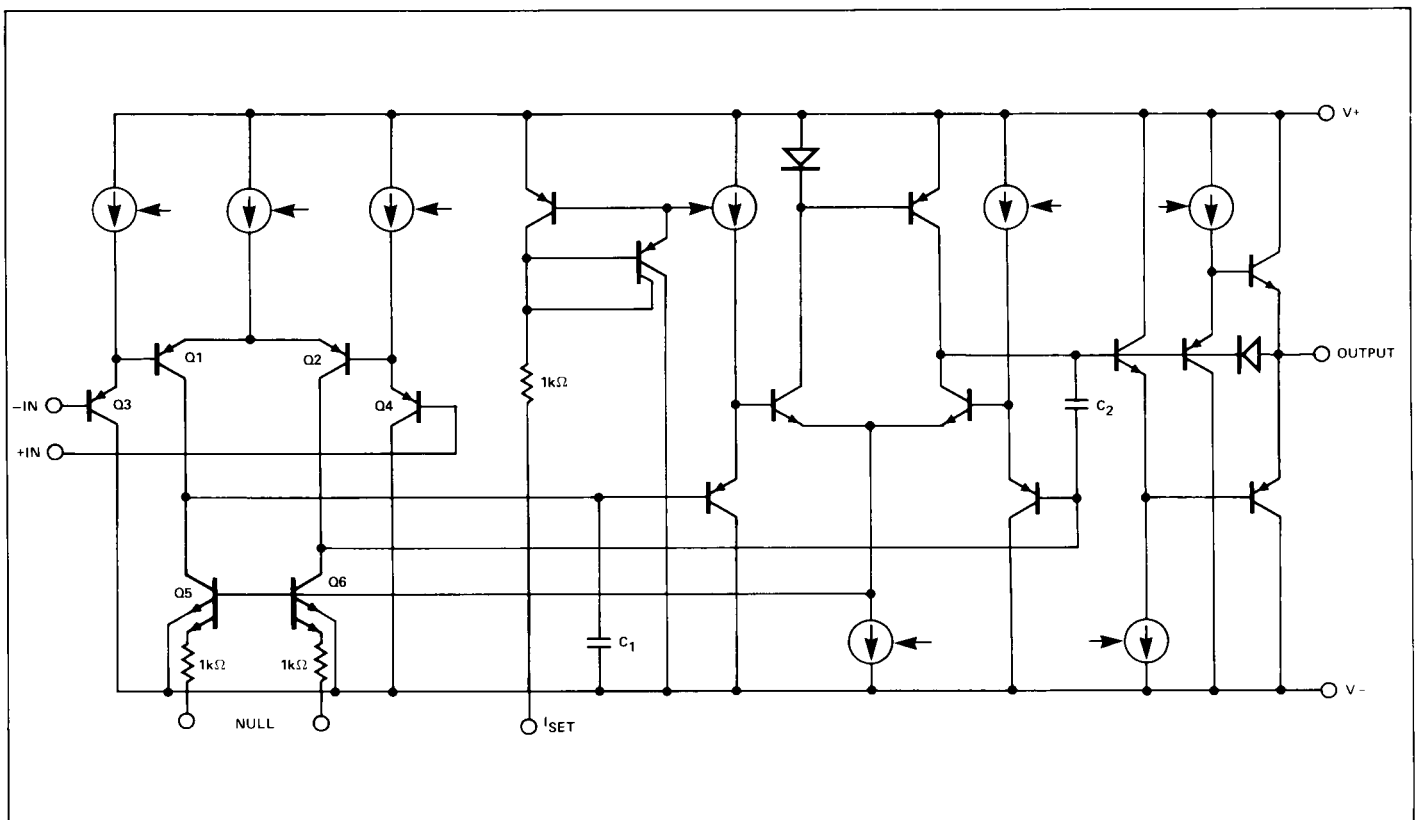 V+
Q1
Q2
Q3
Q4
1kΩ
−IN
+IN
OUTPUT
C2
Q5
Q6
1kΩ
1kΩ
C1
NULL
ISET
V−